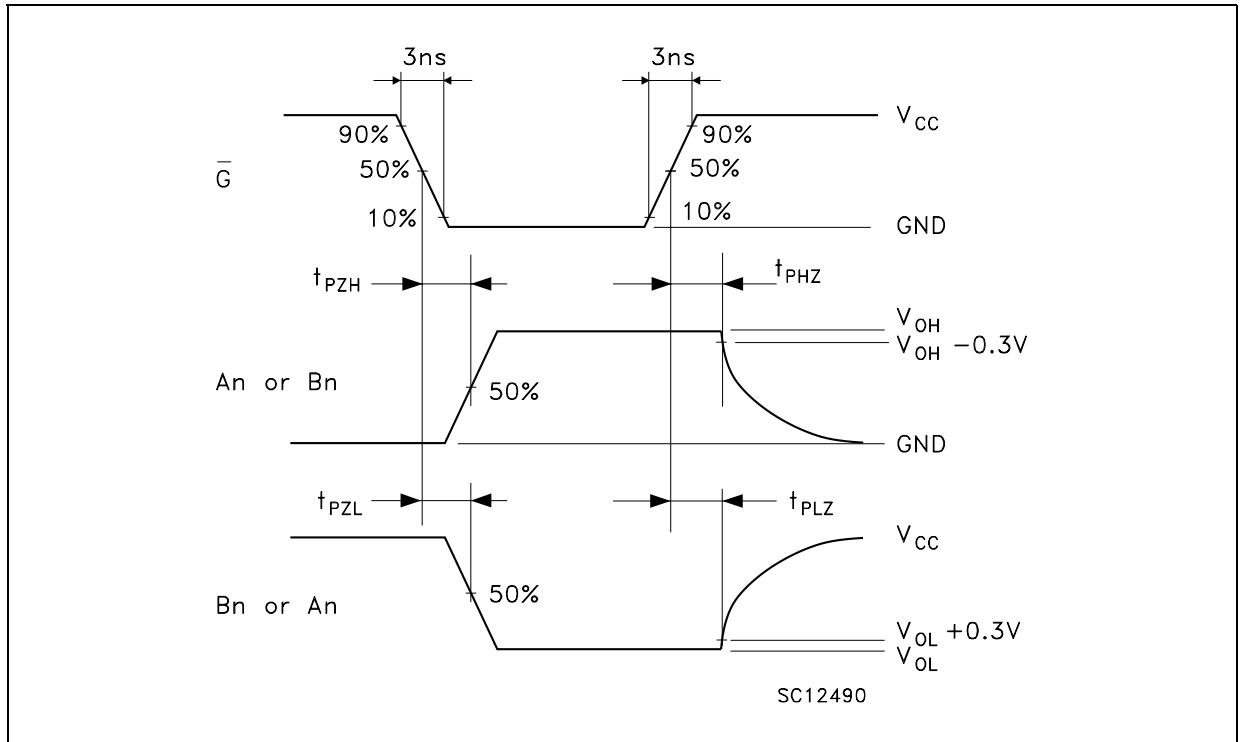 3ns 3ns
V_CC
90% 90%
50% 50%
G̅
10% 10%
GND
t_PZH t_PHZ
V_OH
V_OH −0.3V
An or Bn
50%
GND
t_PZL t_PLZ
V_CC
50%
Bn or An
V_OL +0.3V
V_OL
SC12490